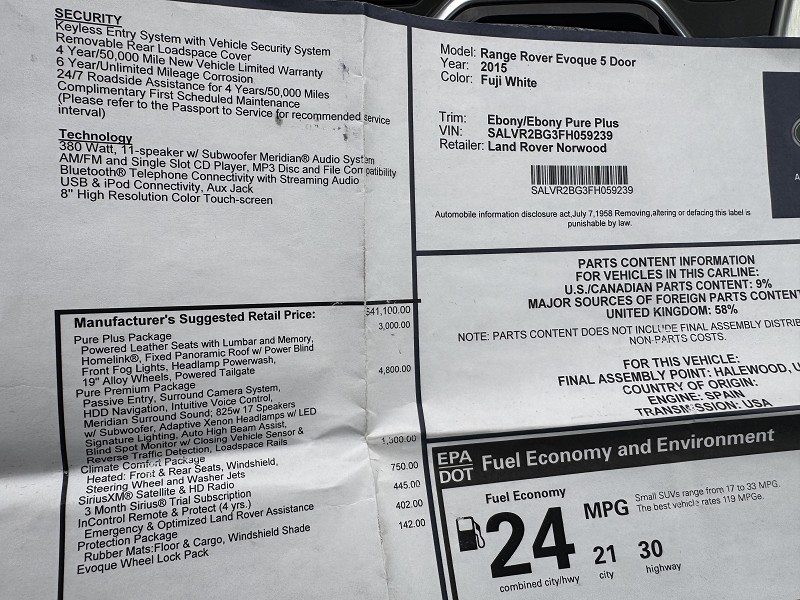 SECURITY
Keyless Entry System with Vehicle Security System
Removable Rear Loadspace Cover
4 Year/50,000 Mile New Vehicle Limited Warranty
6 Year/Unlimited Mileage Corrosion
24/7 Roadside Assistance for 4 Years/50,000 Miles
Complimentary First Scheduled Maintenance
(Please refer to the Passport to Service for recommended service
interval)
Technology
380 Watt, 11-speaker w/ Subwoofer Meridian® Audio System
AM/FM and Single Slot CD Player, MP3 Disc and File Compatibility
Bluetooth® Telephone Connectivity with Streaming Audio
USB & iPod Connectivity, Aux Jack
8" High Resolution Color Touch-screen
Manufacturer's Suggested Retail Price: $41,100.00
Pure Plus Package 3,000.00
Powered Leather Seats with Lumbar and Memory,
Homelink®, Fixed Panoramic Roof w/ Power Blind
Front Fog Lights, Headlamp Powerwash,
19" Alloy Wheels, Powered Tailgate
Pure Premium Package 4,800.00
Passive Entry, Surround Camera System,
HDD Navigation, Intuitive Voice Control,
Meridian Surround Sound; 825w 17 Speakers
w/ Subwoofer, Adaptive Xenon Headlamps w/ LED
Signature Lighting, Auto High Beam Assist,
Blind Spot Monitor w/ Closing Vehicle Sensor &
Reverse Traffic Detection, Loadspace Rails
Climate Comfort Package 1,300.00
Heated: Front & Rear Seats, Windshield,
Steering Wheel and Washer Jets
SiriusXM® Satellite & HD Radio 750.00
3 Month Sirius® Trial Subscription
InControl Remote & Protect (4 yrs.) 445.00
Emergency & Optimized Land Rover Assistance
Protection Package 402.00
Rubber Mats:Floor & Cargo, Windshield Shade
Evoque Wheel Lock Pack 142.00
Model: Range Rover Evoque 5 Door
Year: 2015
Color: Fuji White
Trim: Ebony/Ebony Pure Plus
VIN: SALVR2BG3FH059239
Retailer: Land Rover Norwood
SALVR2BG3FH059239
Automobile information disclosure act,July 7,1958 Removing,altering or defacing this label is
punishable by law.
PARTS CONTENT INFORMATION
FOR VEHICLES IN THIS CARLINE:
U.S./CANADIAN PARTS CONTENT: 9%
MAJOR SOURCES OF FOREIGN PARTS CONTENT
UNITED KINGDOM: 58%
NOTE: PARTS CONTENT DOES NOT INCLUDE FINAL ASSEMBLY DISTRIB
NON-PARTS COSTS.
FOR THIS VEHICLE:
FINAL ASSEMBLY POINT: HALEWOOD, U
COUNTRY OF ORIGIN:
ENGINE: SPAIN
TRANSMISSION: USA
EPA
DOT
Fuel Economy and Environment
Fuel Economy
24 MPG
Small SUVs range from 17 to 33 MPG.
The best vehicle rates 119 MPGe.
21 30
combined city/hwy city highway